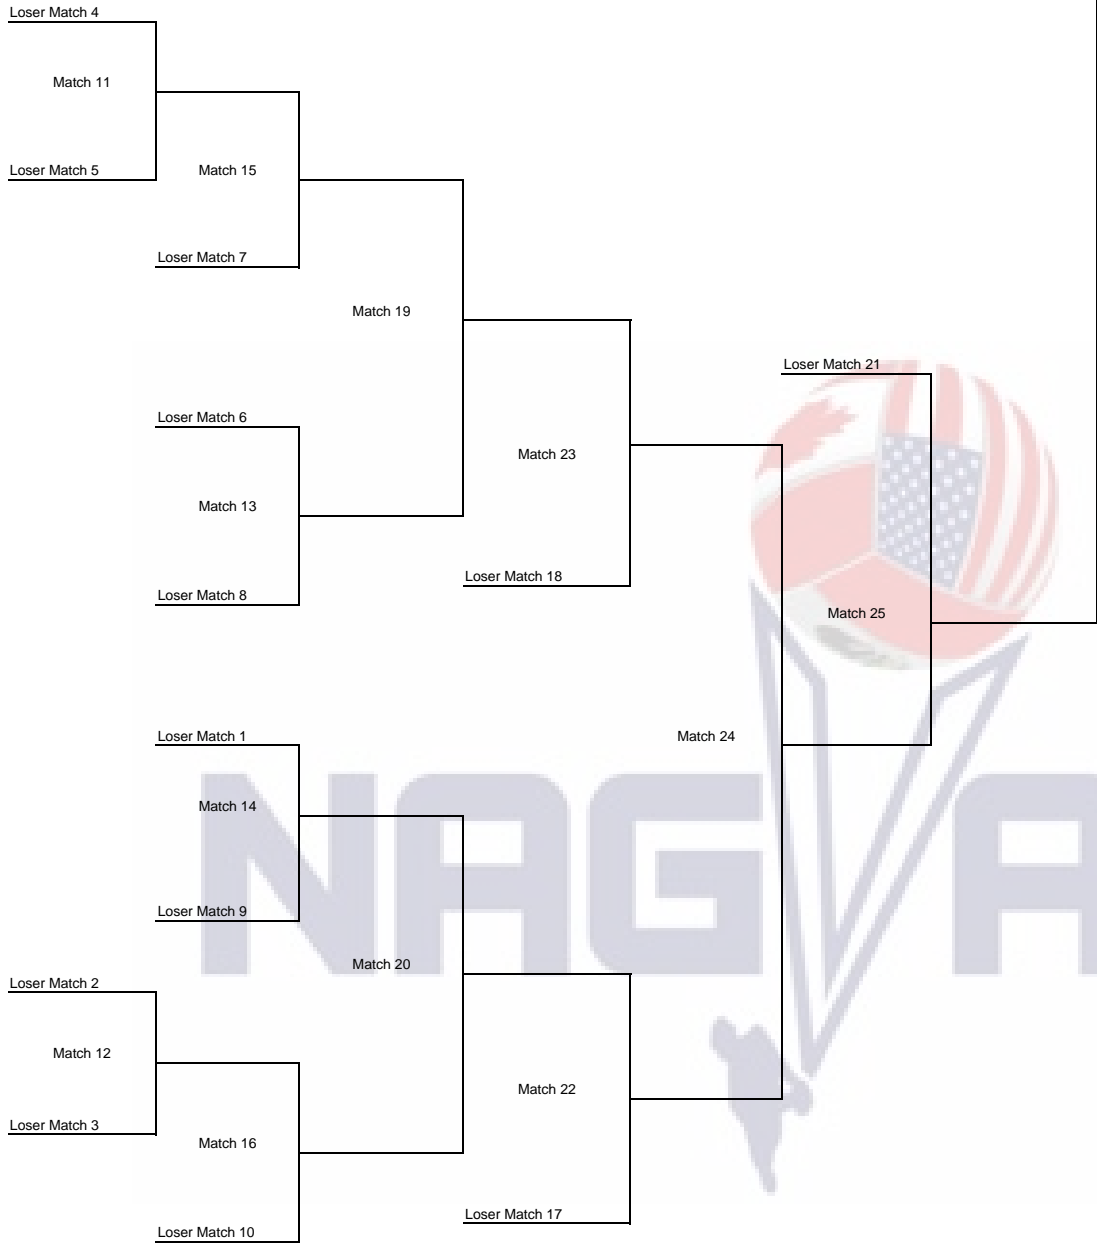 Loser Match 4
Match 11
Loser Match 5
Match 15
Loser Match 7
Match 19
Loser Match 21
Loser Match 6
Match 23
Match 13
Loser Match 18
Loser Match 8
Match 25
Loser Match 1
Match 24
Match 14
Loser Match 9
Match 20
Loser Match 2
Match 12
Match 22
Loser Match 3
Match 16
Loser Match 17
Loser Match 10
NAGVA